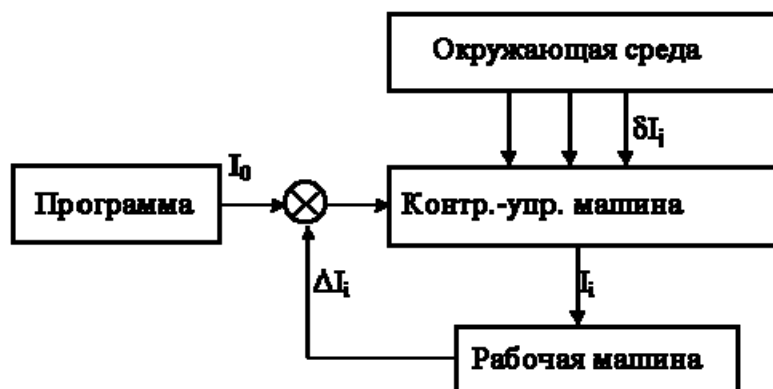 Окружающая среда
δIᵢ
I₀
Программа
Контр.-упр. машина
ΔIᵢ
Iᵢ
Рабочая машина